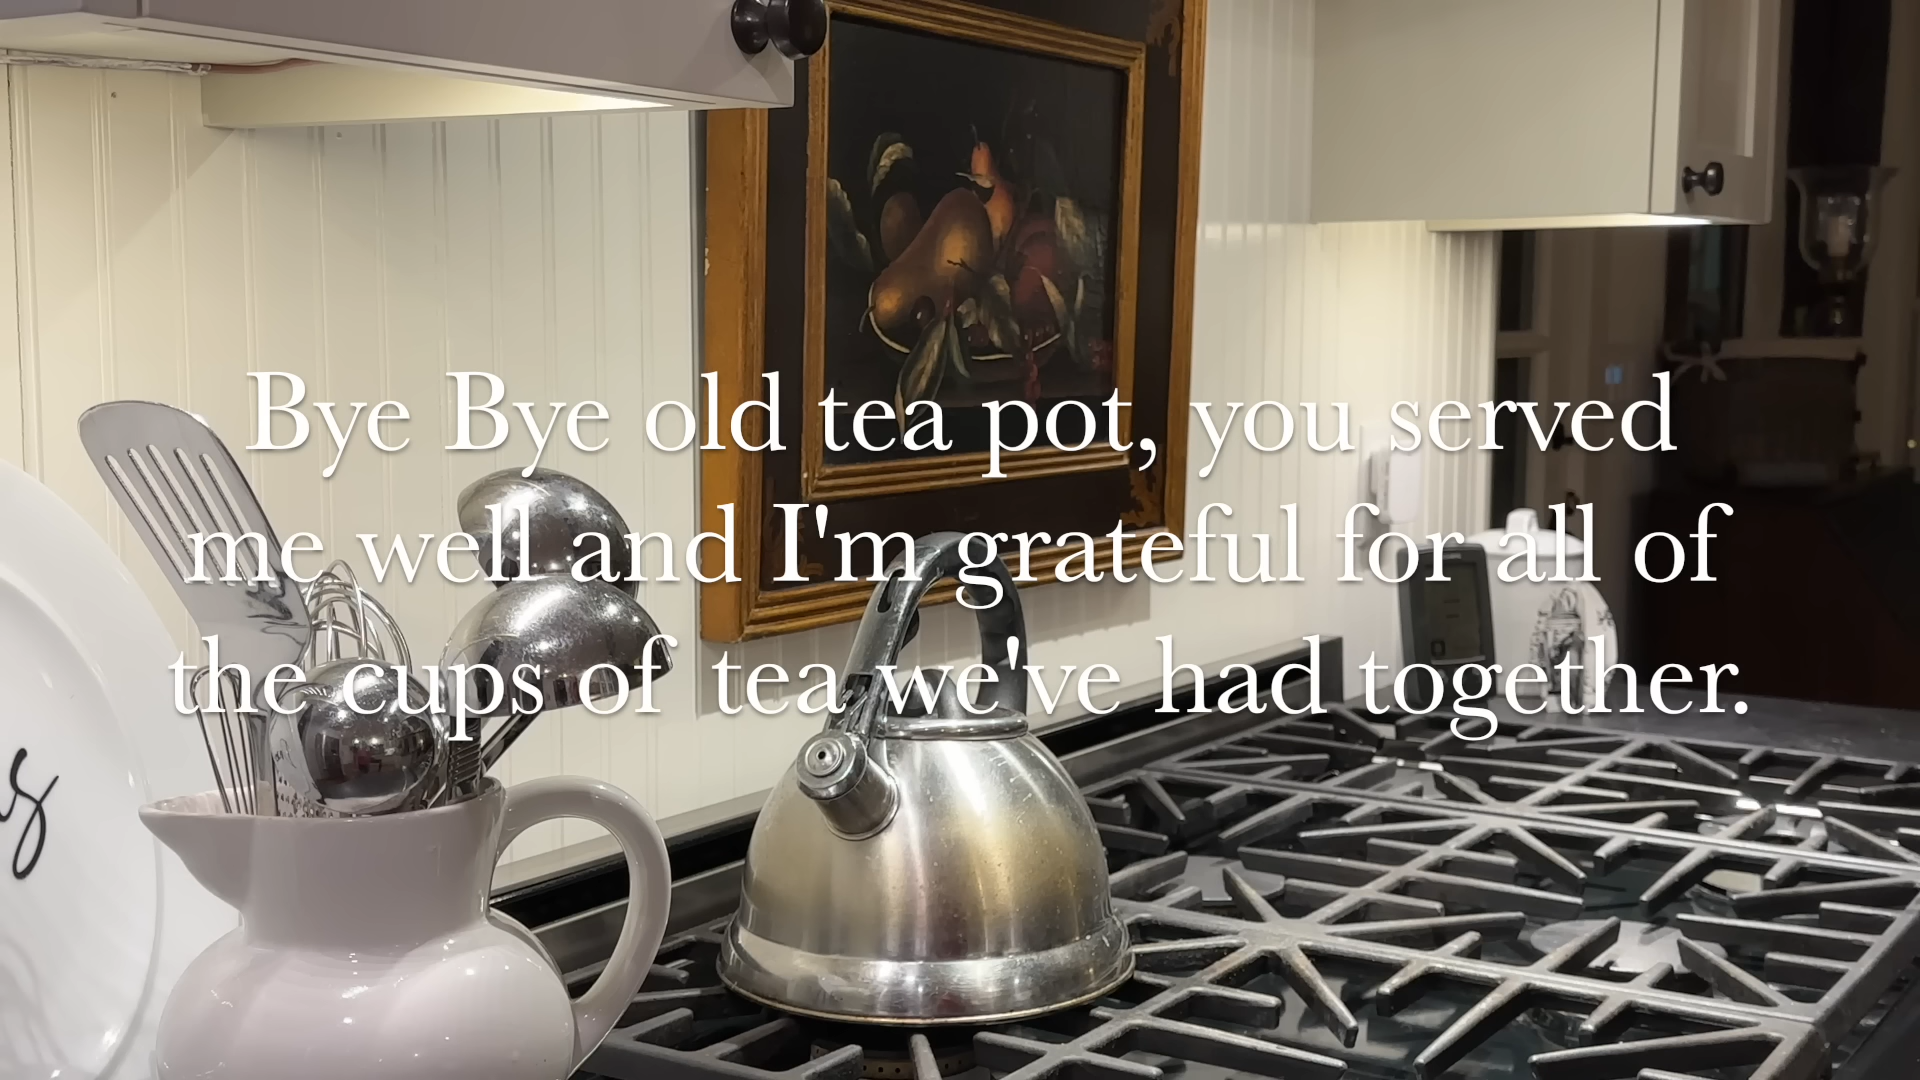 Bye Bye old tea pot, you served
me well and I'm grateful for all of
the cups of tea we've had together.